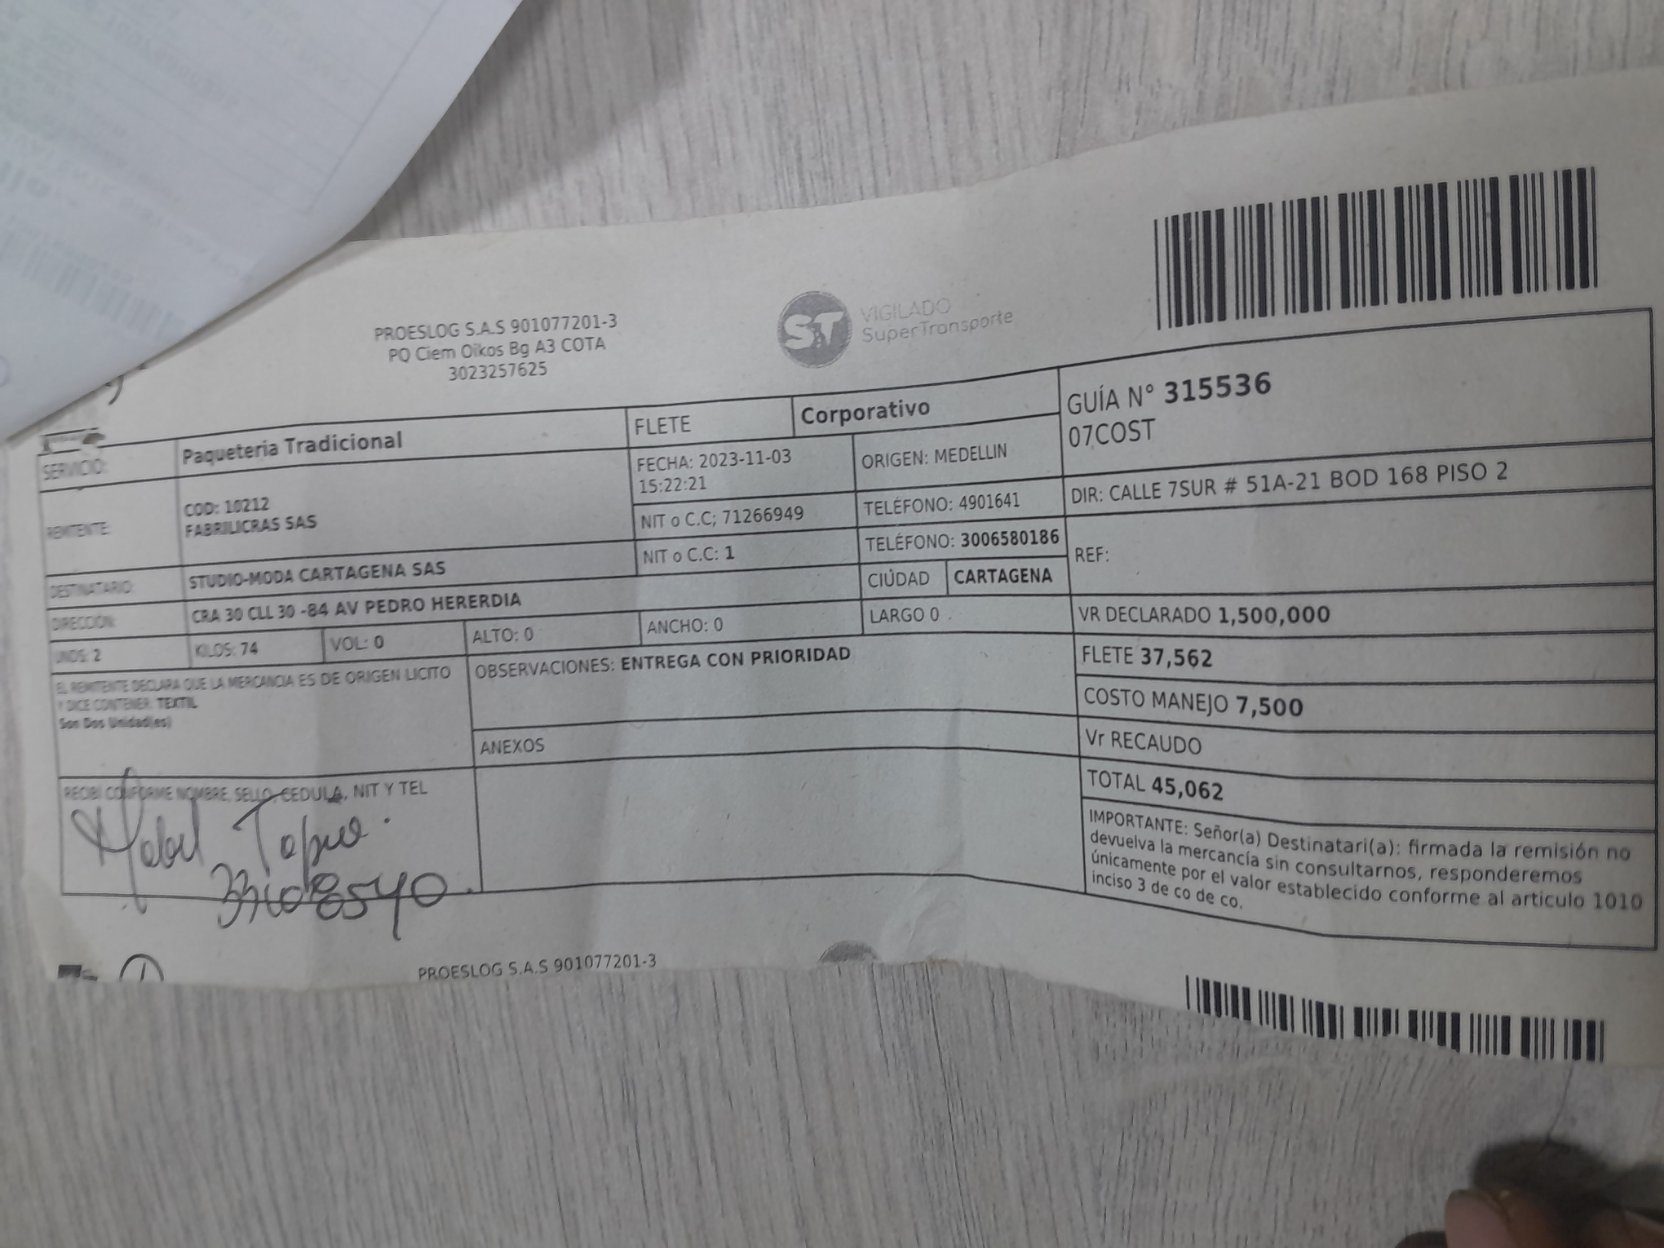 PROESLOG S.A.S 901077201-3
PQ Ciem Oikos Bg A3 COTA
3023257625
ST VIGILADO
SuperTransporte
SERVICIO: Paqueteria Tradicional
FLETE Corporativo
GUÍA N° 315536
07COST
REMITENTE: COD: 10212
FABRILICRAS SAS
FECHA: 2023-11-03
15:22:21
ORIGEN: MEDELLIN
NIT o C.C; 71266949
TELÉFONO: 4901641
DIR: CALLE 7SUR # 51A-21 BOD 168 PISO 2
DESTINATARIO: STUDIO-MODA CARTAGENA SAS
NIT o C.C: 1
TELÉFONO: 3006580186
REF:
DIRECCIÓN: CRA 30 CLL 30 -84 AV PEDRO HERERDIA
CIUDAD CARTAGENA
UNDS: 2 KILOS: 74 VOL: 0 ALTO: 0 ANCHO: 0 LARGO 0
VR DECLARADO 1,500,000
EL REMITENTE DECLARA QUE LA MERCANCIA ES DE ORIGEN LICITO
Y DICE CONTENER: TEXTIL
Son Dos Unidad(es)
OBSERVACIONES: ENTREGA CON PRIORIDAD
FLETE 37,562
COSTO MANEJO 7,500
ANEXOS
Vr RECAUDO
TOTAL 45,062
RECIBI CONFORME NOMBRE, SELLO, CEDULA, NIT Y TEL
IMPORTANTE: Señor(a) Destinatari(a): firmada la remisión no
devuelva la mercancía sin consultarnos, responderemos
únicamente por el valor establecido conforme al articulo 1010
inciso 3 de co de co.
PROESLOG S.A.S 901077201-3